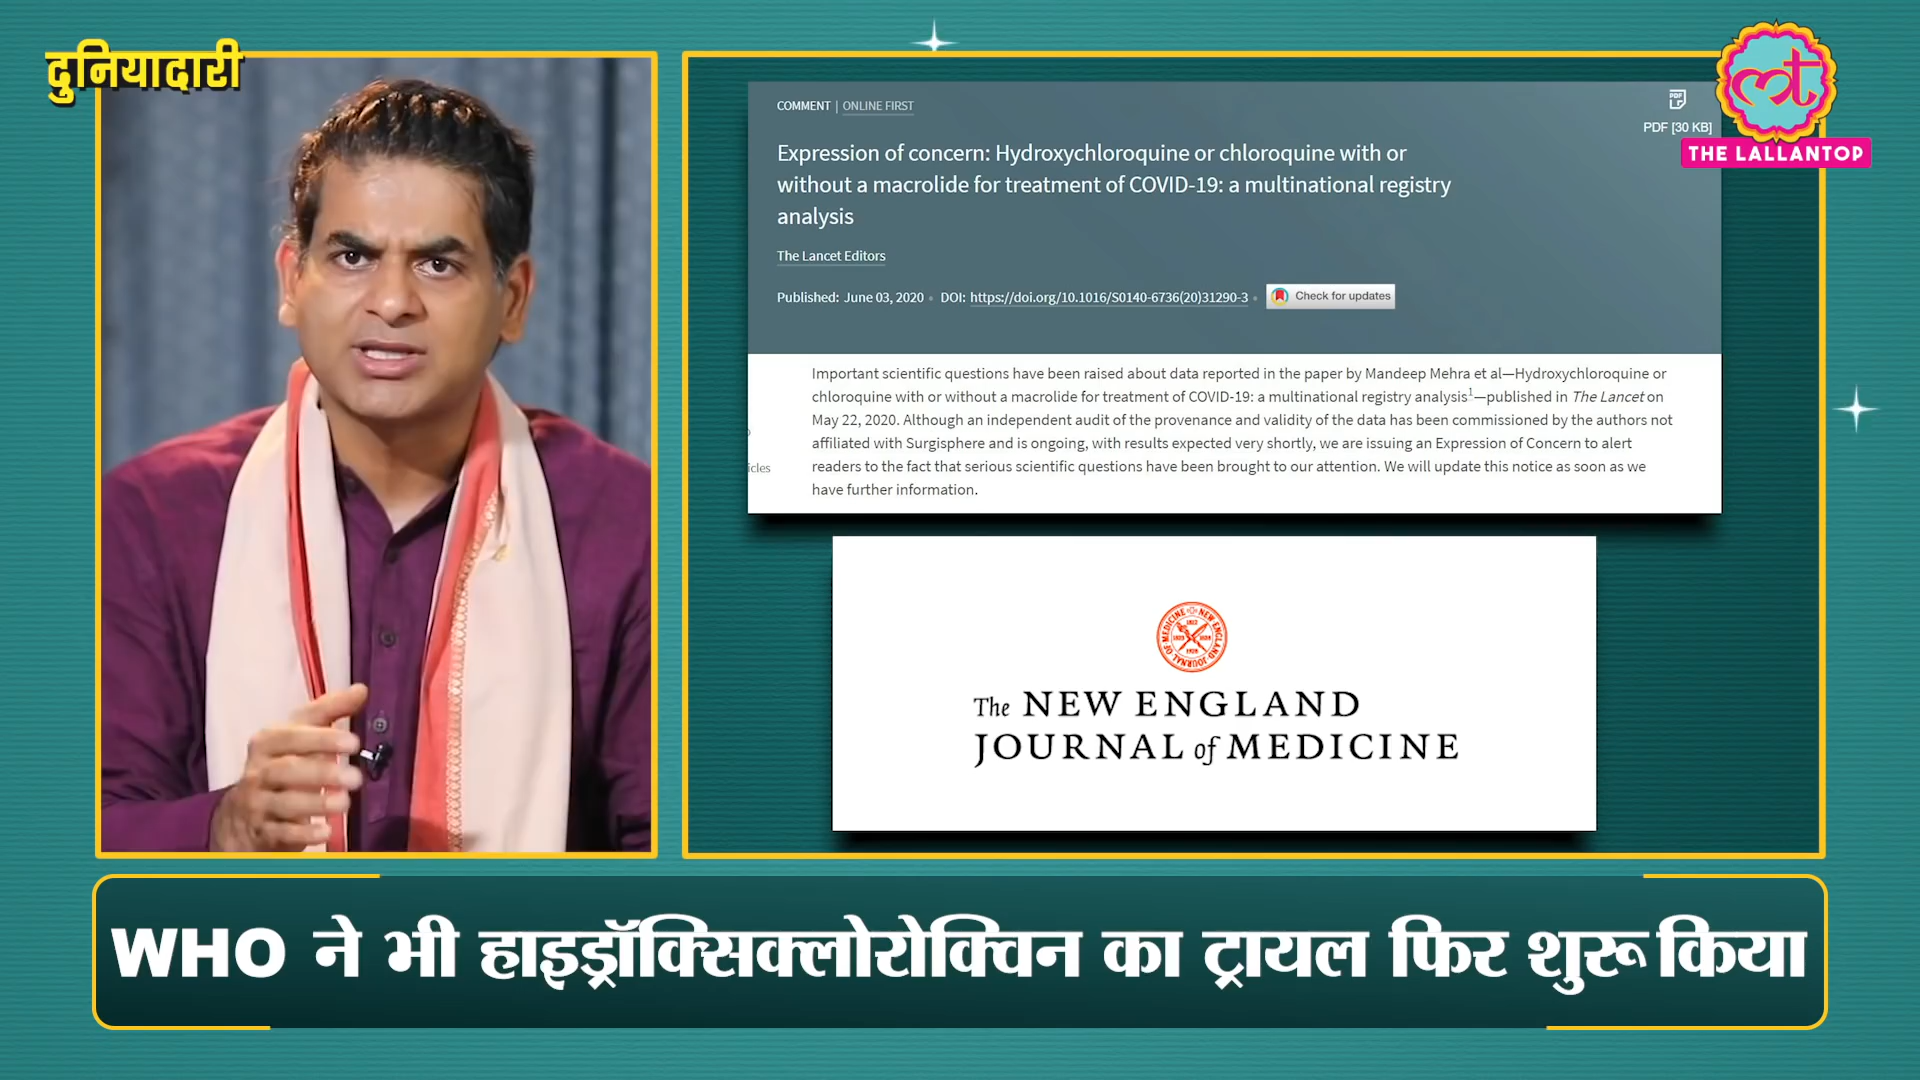 दुनियादारी
THE LALLANTOP
COMMENT | ONLINE FIRST
PDF [30 KB]
Expression of concern: Hydroxychloroquine or chloroquine with or
without a macrolide for treatment of COVID-19: a multinational registry
analysis
The Lancet Editors
Published: June 03, 2020 • DOI: https://doi.org/10.1016/S0140-6736(20)31290-3 •
Check for updates
Important scientific questions have been raised about data reported in the paper by Mandeep Mehra et al—Hydroxychloroquine or
chloroquine with or without a macrolide for treatment of COVID-19: a multinational registry analysis1—published in The Lancet on
May 22, 2020. Although an independent audit of the provenance and validity of the data has been commissioned by the authors not
affiliated with Surgisphere and is ongoing, with results expected very shortly, we are issuing an Expression of Concern to alert
readers to the fact that serious scientific questions have been brought to our attention. We will update this notice as soon as we
have further information.
icles
The NEW ENGLAND
JOURNAL of MEDICINE
WHO ने भी हाइड्रॉक्सिक्लोरोक्विन का ट्रायल फिर शुरू किया